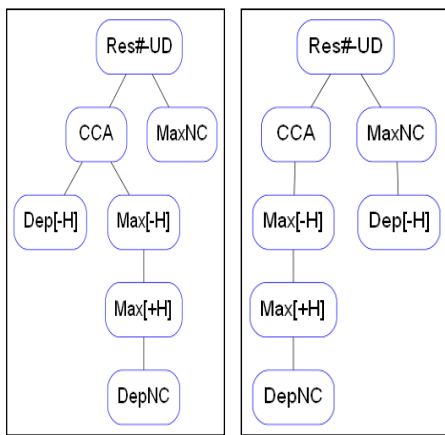 Res#-UD
CCA
MaxNC
Dep[-H]
Max[-H]
Max[+H]
DepNC
Res#-UD
CCA
MaxNC
Max[-H]
Dep[-H]
Max[+H]
DepNC